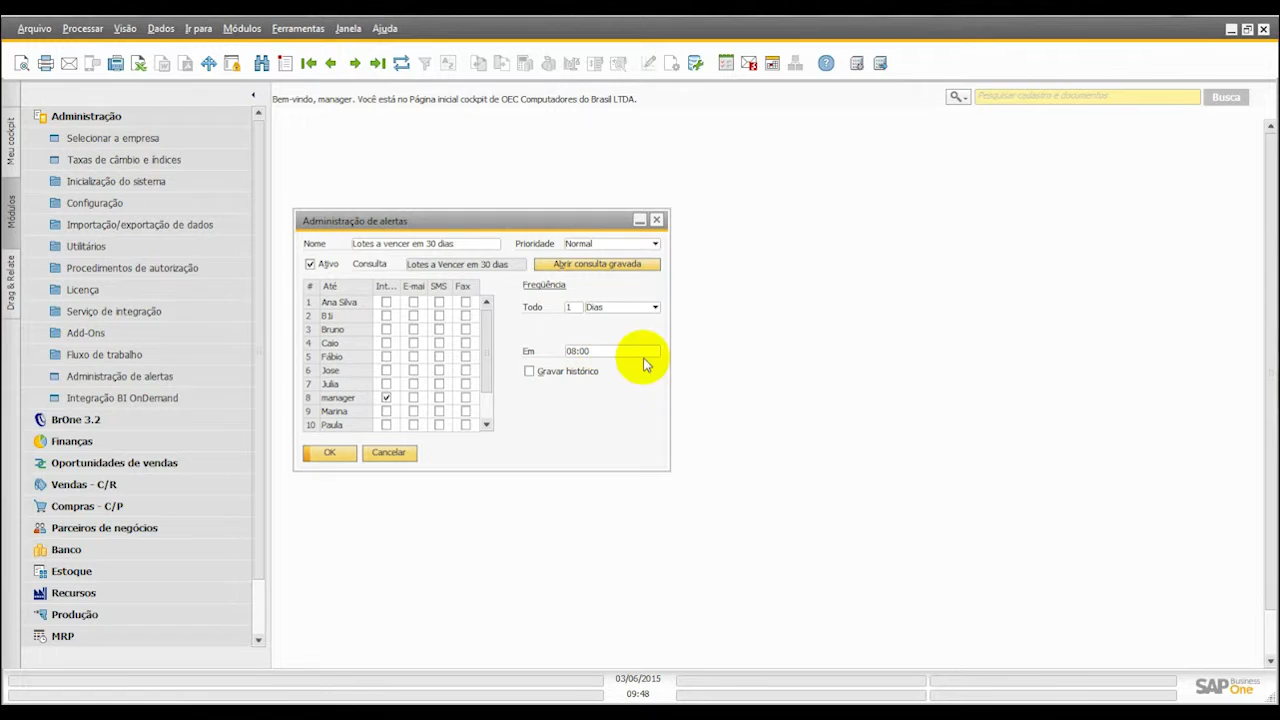 Arquivo Processar Visão Dados Ir para Módulos Ferramentas Janela Ajuda
Bem-vindo, manager. Você está no Página inicial cockpit de OEC Computadores do Brasil LTDA.
Pesquisar cadastro e documentos
Busca
Meu cockpit
Módulos
Drag & Relate
Administração
Selecionar a empresa
Taxas de câmbio e índices
Inicialização do sistema
Configuração
Importação/exportação de dados
Utilitários
Procedimentos de autorização
Licença
Serviço de integração
Add-Ons
Fluxo de trabalho
Administração de alertas
Integração BI OnDemand
BrOne 3.2
Finanças
Oportunidades de vendas
Vendas - C/R
Compras - C/P
Parceiros de negócios
Banco
Estoque
Recursos
Produção
MRP
Administração de alertas
Nome Lotes a vencer em 30 dias Prioridade Normal
Ativo Consulta Lotes a Vencer em 30 dias Abrir consulta gravada
# Até Int... E-mai SMS Fax
1 Ana Silva
2 B1i
3 Bruno
4 Caio
5 Fábio
6 Jose
7 Julia
8 manager
9 Marina
10 Paula
Freqüência
Todo 1 Dias
Em 08:00
Gravar histórico
OK Cancelar
03/06/2015
09:48
SAP Business One